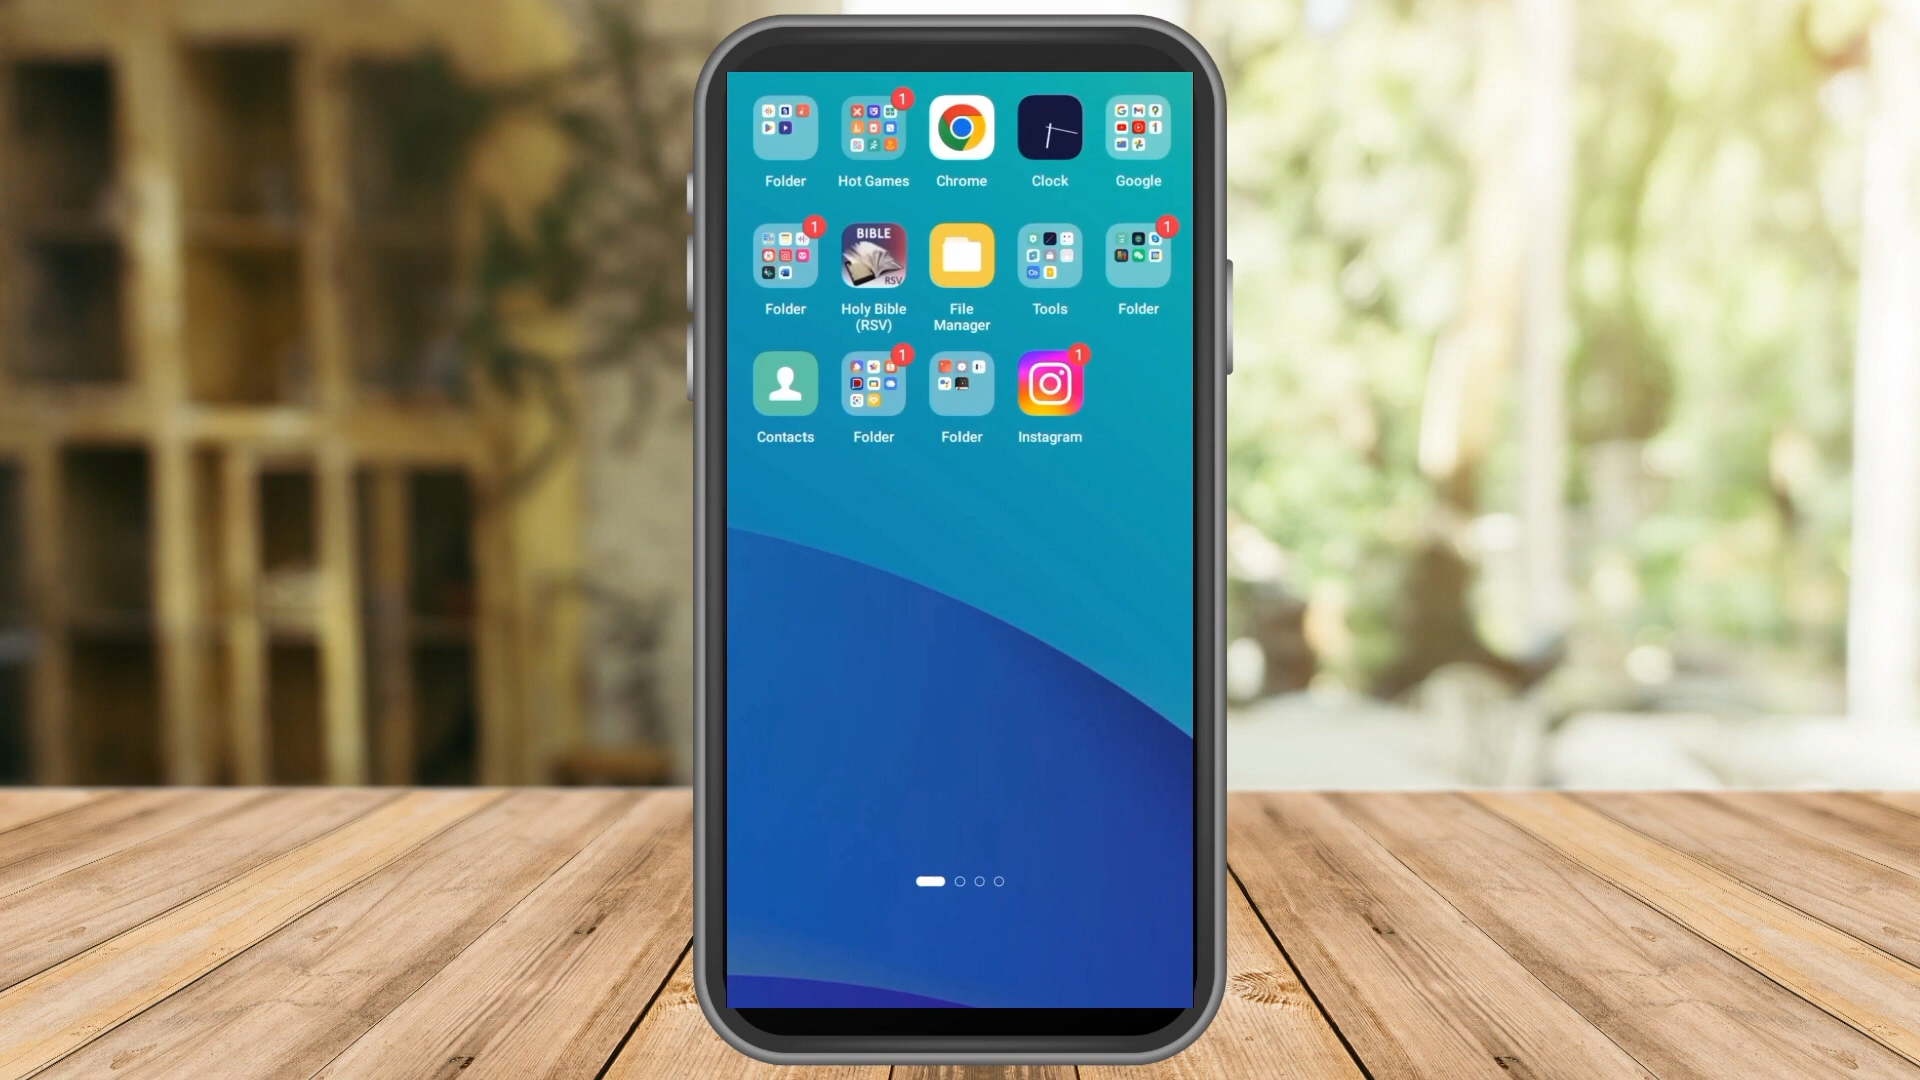 1
Folder
Hot Games
Chrome
Clock
Google
1
BIBLE
RSV
1
Folder
Holy Bible
(RSV)
File
Manager
Tools
Folder
1
1
Contacts
Folder
Folder
Instagram